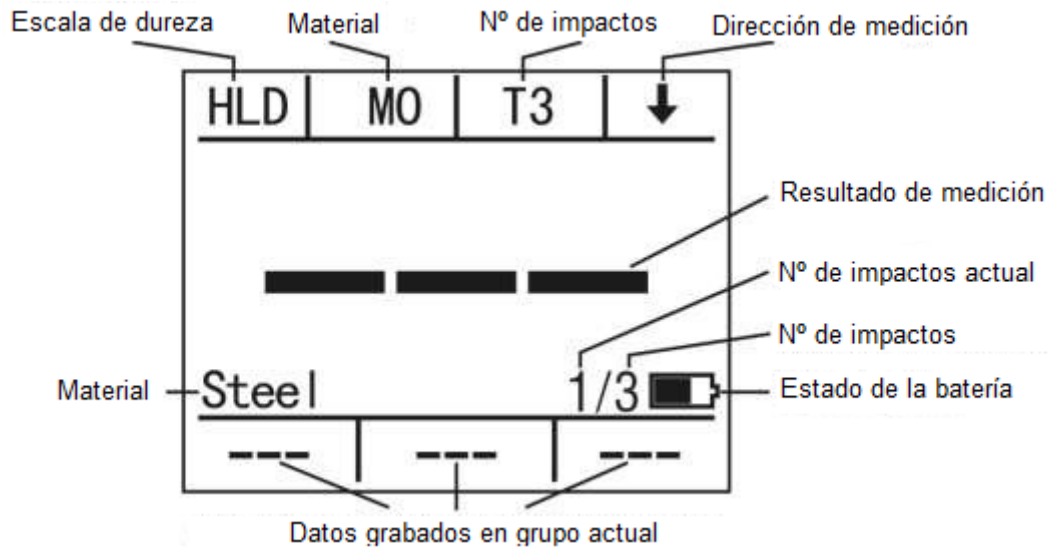 Escala de dureza
Material
Nº de impactos
Dirección de medición
HLD
MO
T3
Resultado de medición
Nº de impactos actual
Nº de impactos
Material
Steel
1/3
Estado de la batería
--- --- ---
Datos grabados en grupo actual